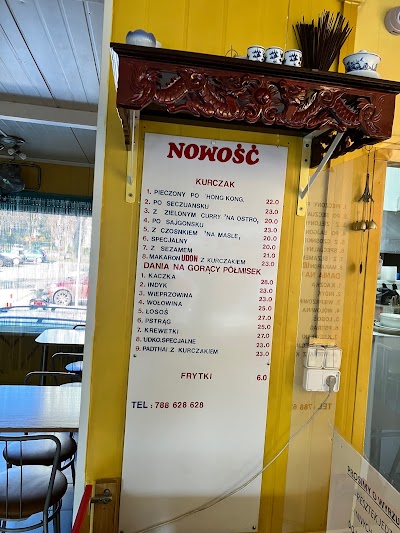 NOWOŚĆ
KURCZAK
1. PIECZONY PO 'HONG KONG, 22.0
2. PO SECZUAŃSKU 23.0
3. Z ZIELONYM CURRY 'NA OSTRO, 20.0
4. PO SAJGOŃSKU 23.0
5. Z CZOSNKIEM 'NA MAŚLE, 20.0
6. SPECJALNY 23.0
7. Z SEZAMEM 21.0
8. MAKARON UDON Z KURCZAKIEM 23.0
DANIA NA GORĄCY PÓŁMISEK
1. KACZKA 28.0
2. INDYK 23.0
3. WIEPRZOWINA 23.0
4. WOŁOWINA 23.0
5. ŁOSOŚ 25.0
6. PSTRĄG 27.0
7. KREWETKI 25.0
8. UDKO.SPECJALNE 27.0
9. PADTHAI Z KURCZAKIEM 23.0
FRYTKI 6.0
TEL : 788 628 628
PROSIMY O WYRZU